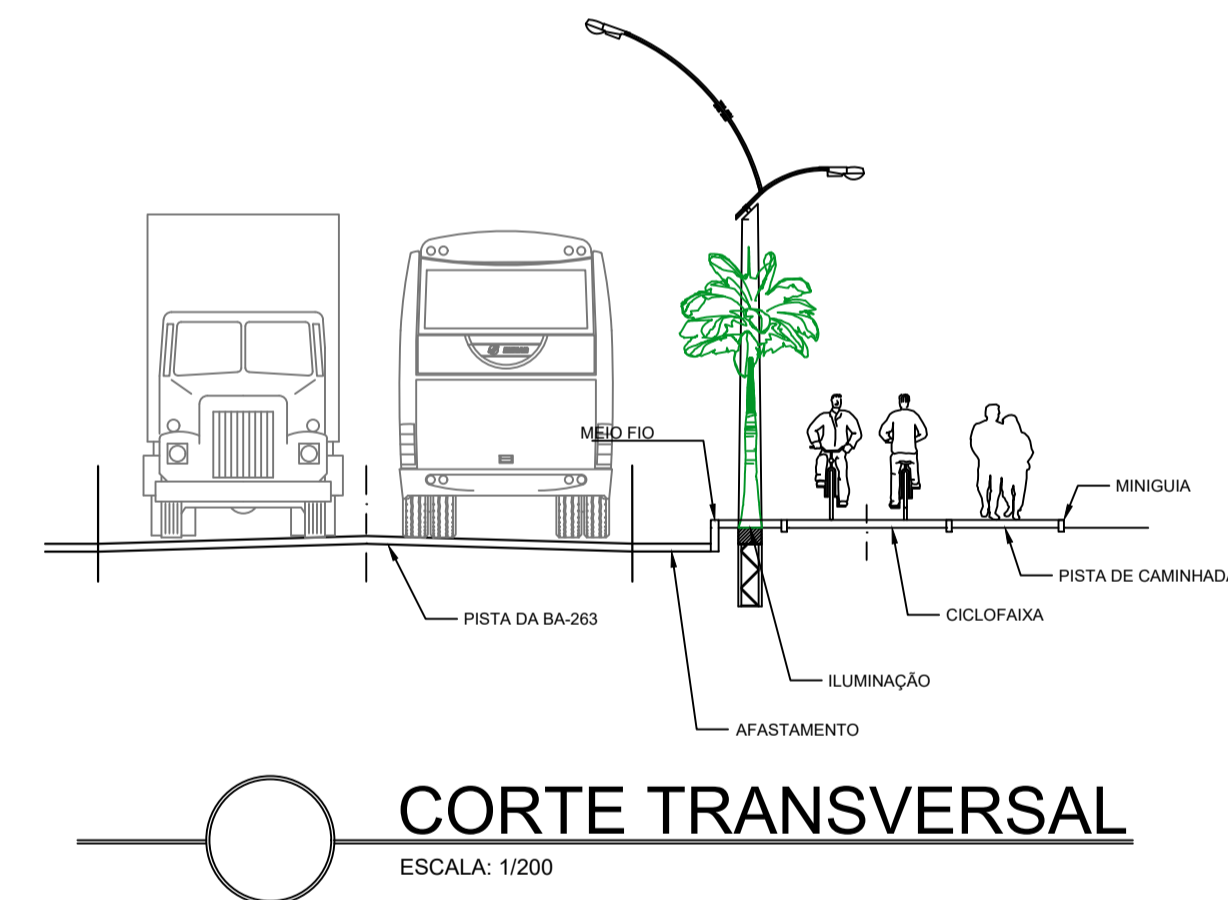 MEIO FIO
MINIGUIA
PISTA DE CAMINHADA
CICLOFAIXA
PISTA DA BA-263
ILUMINAÇÃO
AFASTAMENTO
CORTE TRANSVERSAL
ESCALA: 1/200